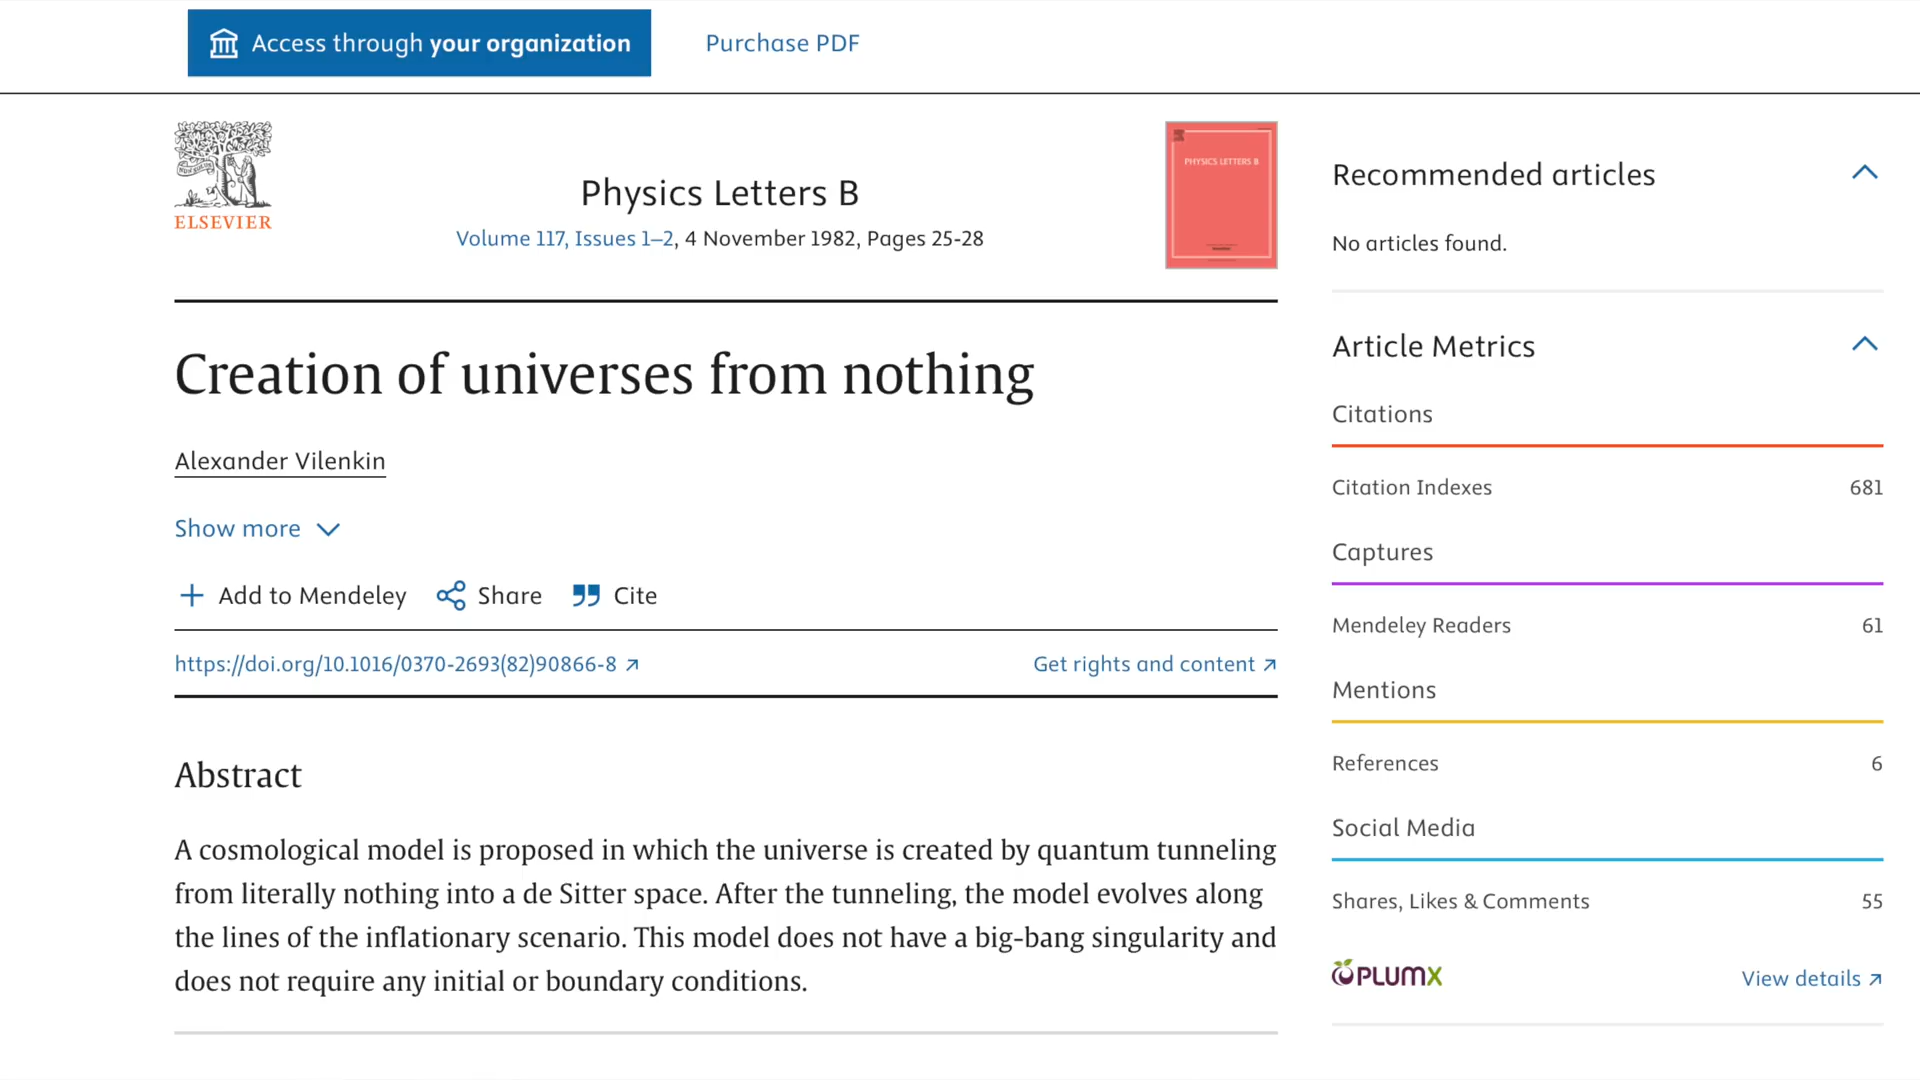 Access through your organization
Purchase PDF
ELSEVIER
Physics Letters B
Volume 117, Issues 1–2, 4 November 1982, Pages 25-28
PHYSICS LETTERS B
Creation of universes from nothing
Alexander Vilenkin
Show more
Add to Mendeley
Share
Cite
https://doi.org/10.1016/0370-2693(82)90866-8
Get rights and content
Abstract
A cosmological model is proposed in which the universe is created by quantum tunneling
from literally nothing into a de Sitter space. After the tunneling, the model evolves along
the lines of the inflationary scenario. This model does not have a big-bang singularity and
does not require any initial or boundary conditions.
Recommended articles
No articles found.
Article Metrics
Citations
Citation Indexes 681
Captures
Mendeley Readers 61
Mentions
References 6
Social Media
Shares, Likes & Comments 55
PLUMX
View details